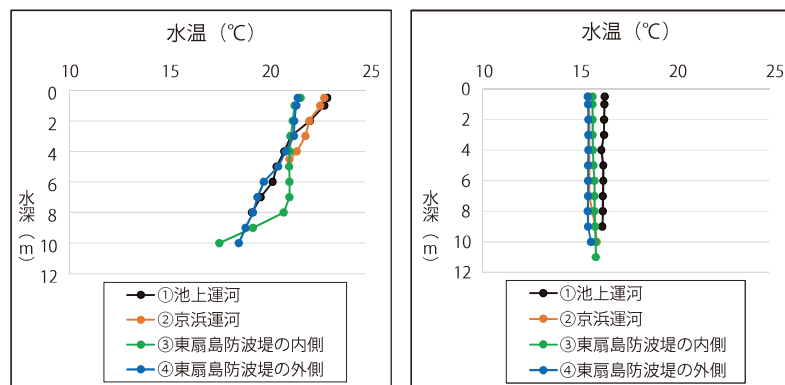 水温（℃）
10 15 20 25
0
2
4
6
8
10
12
水深（m）
①池上運河
②京浜運河
③東扇島防波堤の内側
④東扇島防波堤の外側
水温（℃）
10 15 20 25
0
2
4
6
8
10
12
水深（m）
①池上運河
②京浜運河
③東扇島防波堤の内側
④東扇島防波堤の外側